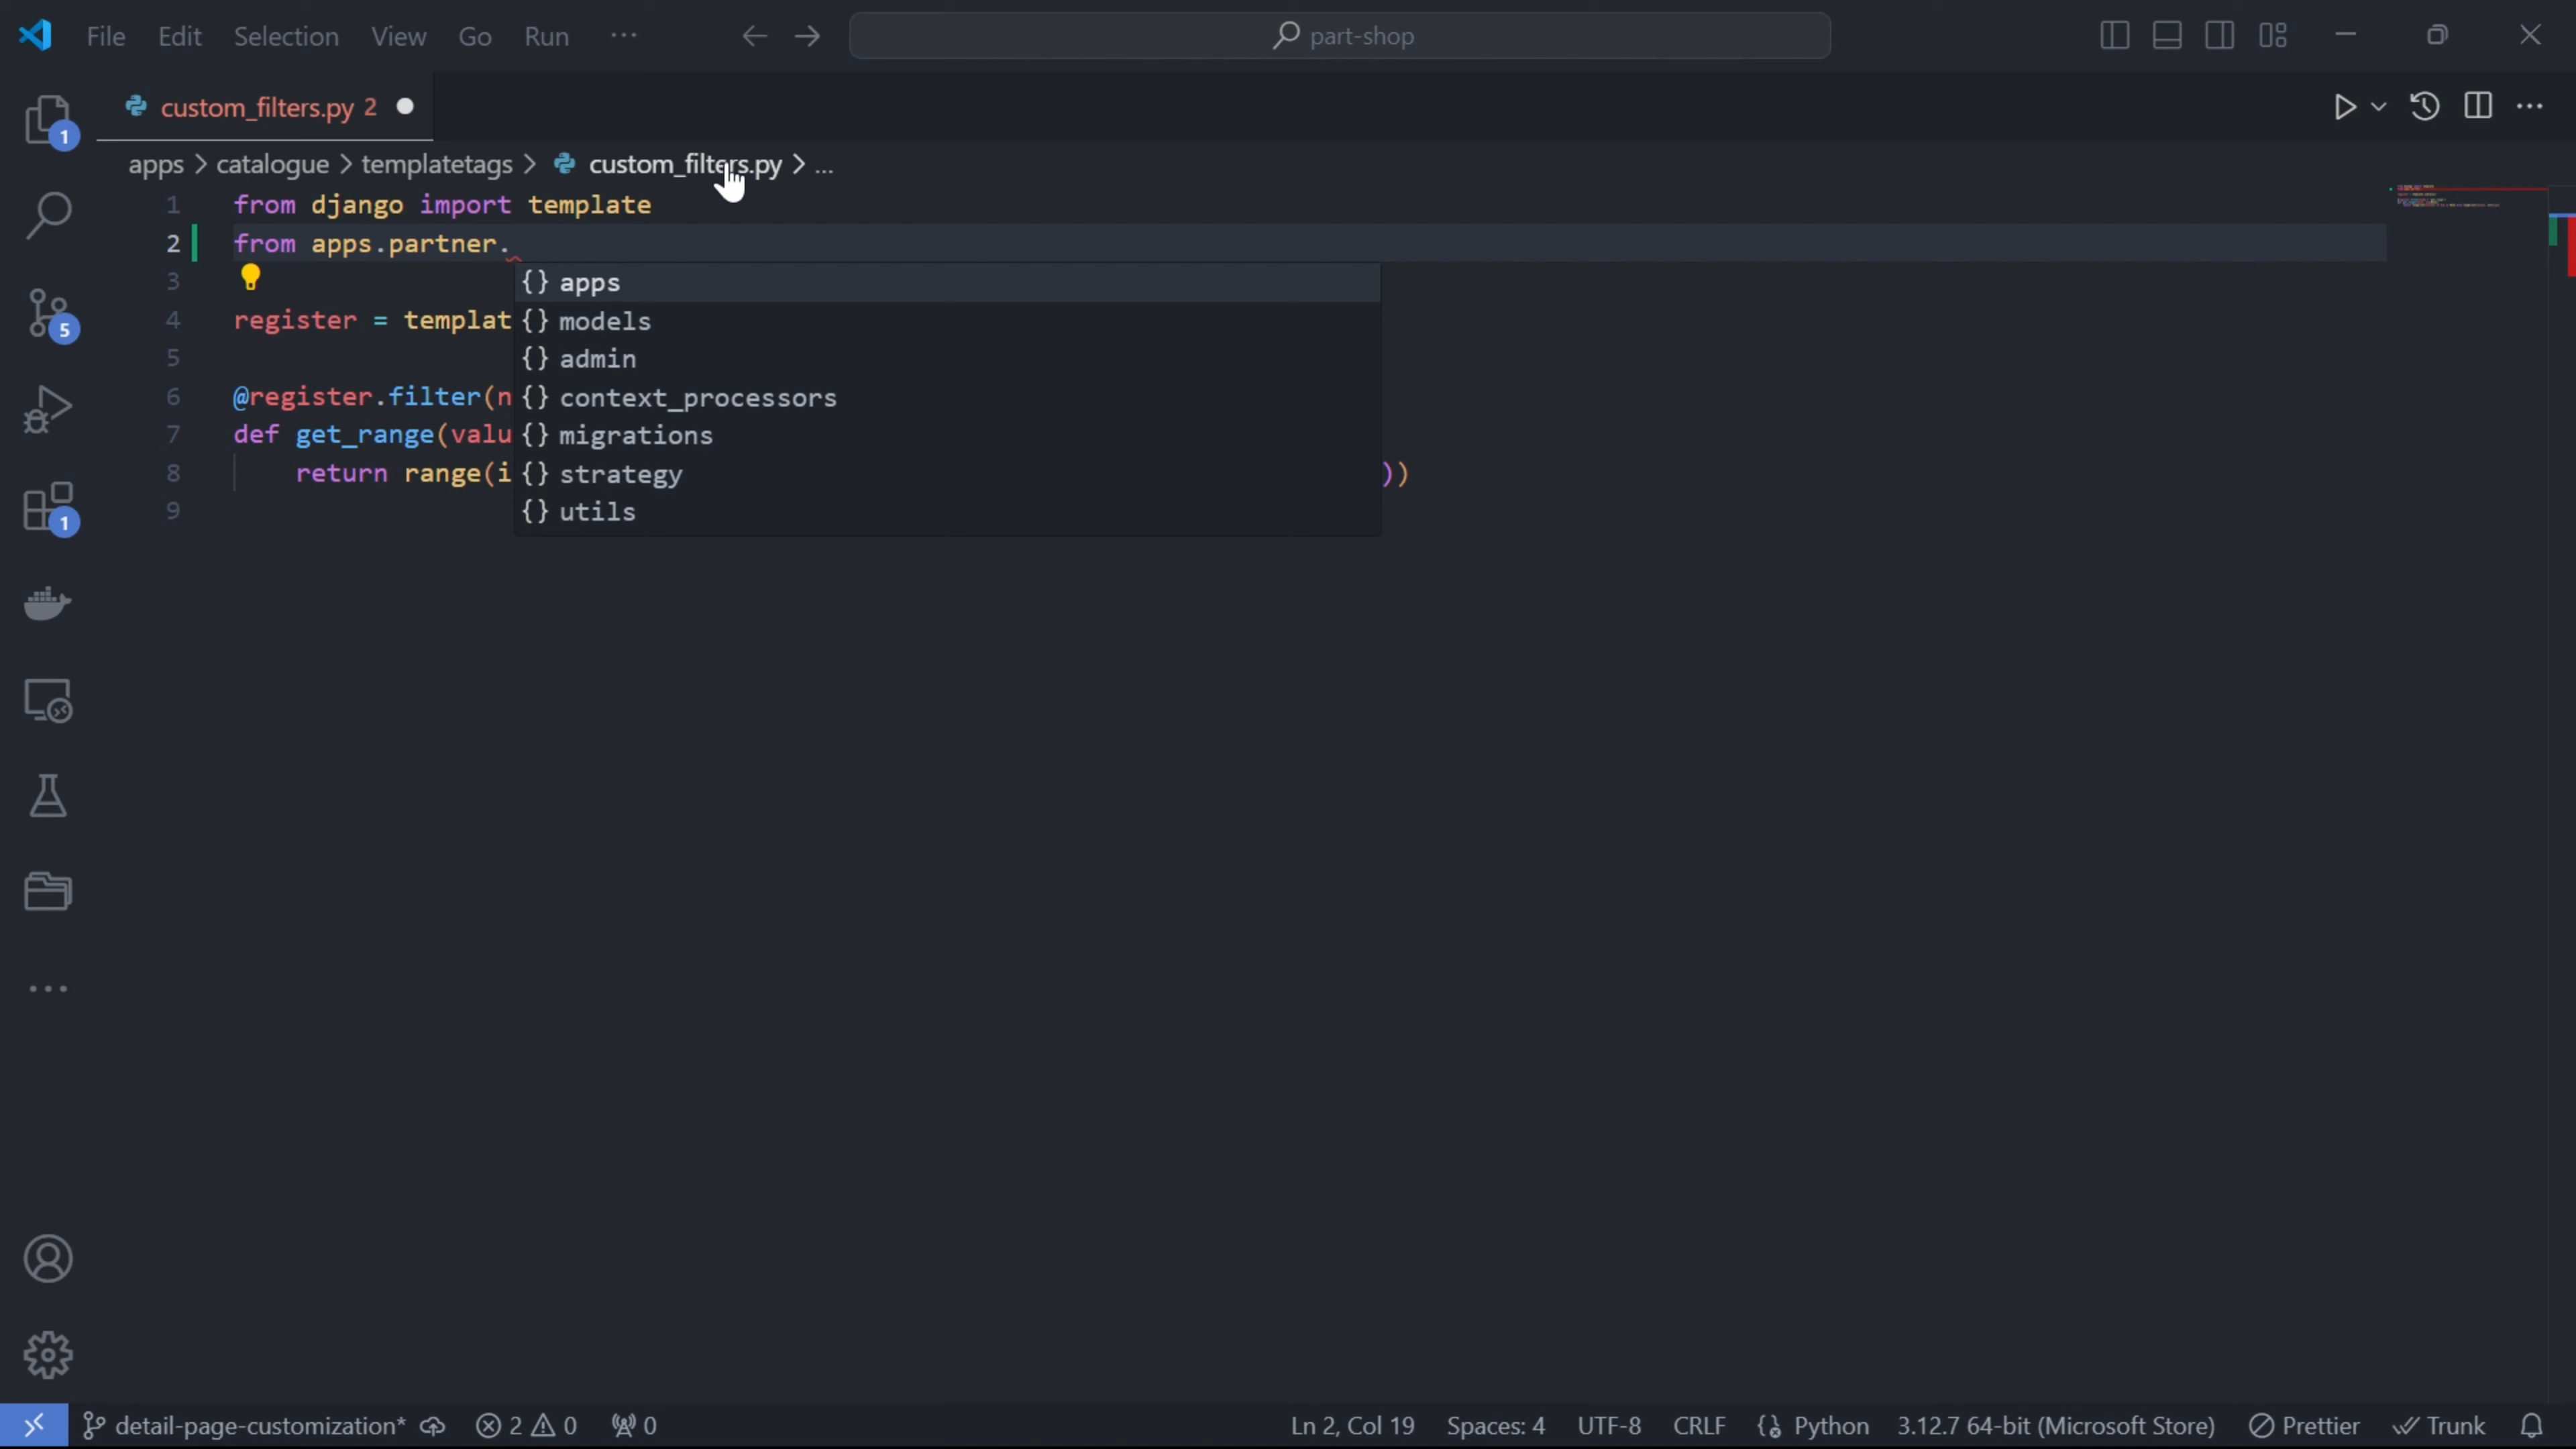 File Edit Selection View Go Run ··· part-shop
custom_filters.py 2
apps > catalogue > templatetags > custom_filters.py > ...
1 from django import template
2 from apps.partner.
3
4 register = templat
5
6 @register.filter(n
7 def get_range(valu
8 return range(i ))
9
{} apps
{} models
{} admin
{} context_processors
{} migrations
{} strategy
{} utils
1
5
1
detail-page-customization* 2 0 0 Ln 2, Col 19 Spaces: 4 UTF-8 CRLF {} Python 3.12.7 64-bit (Microsoft Store) Prettier Trunk